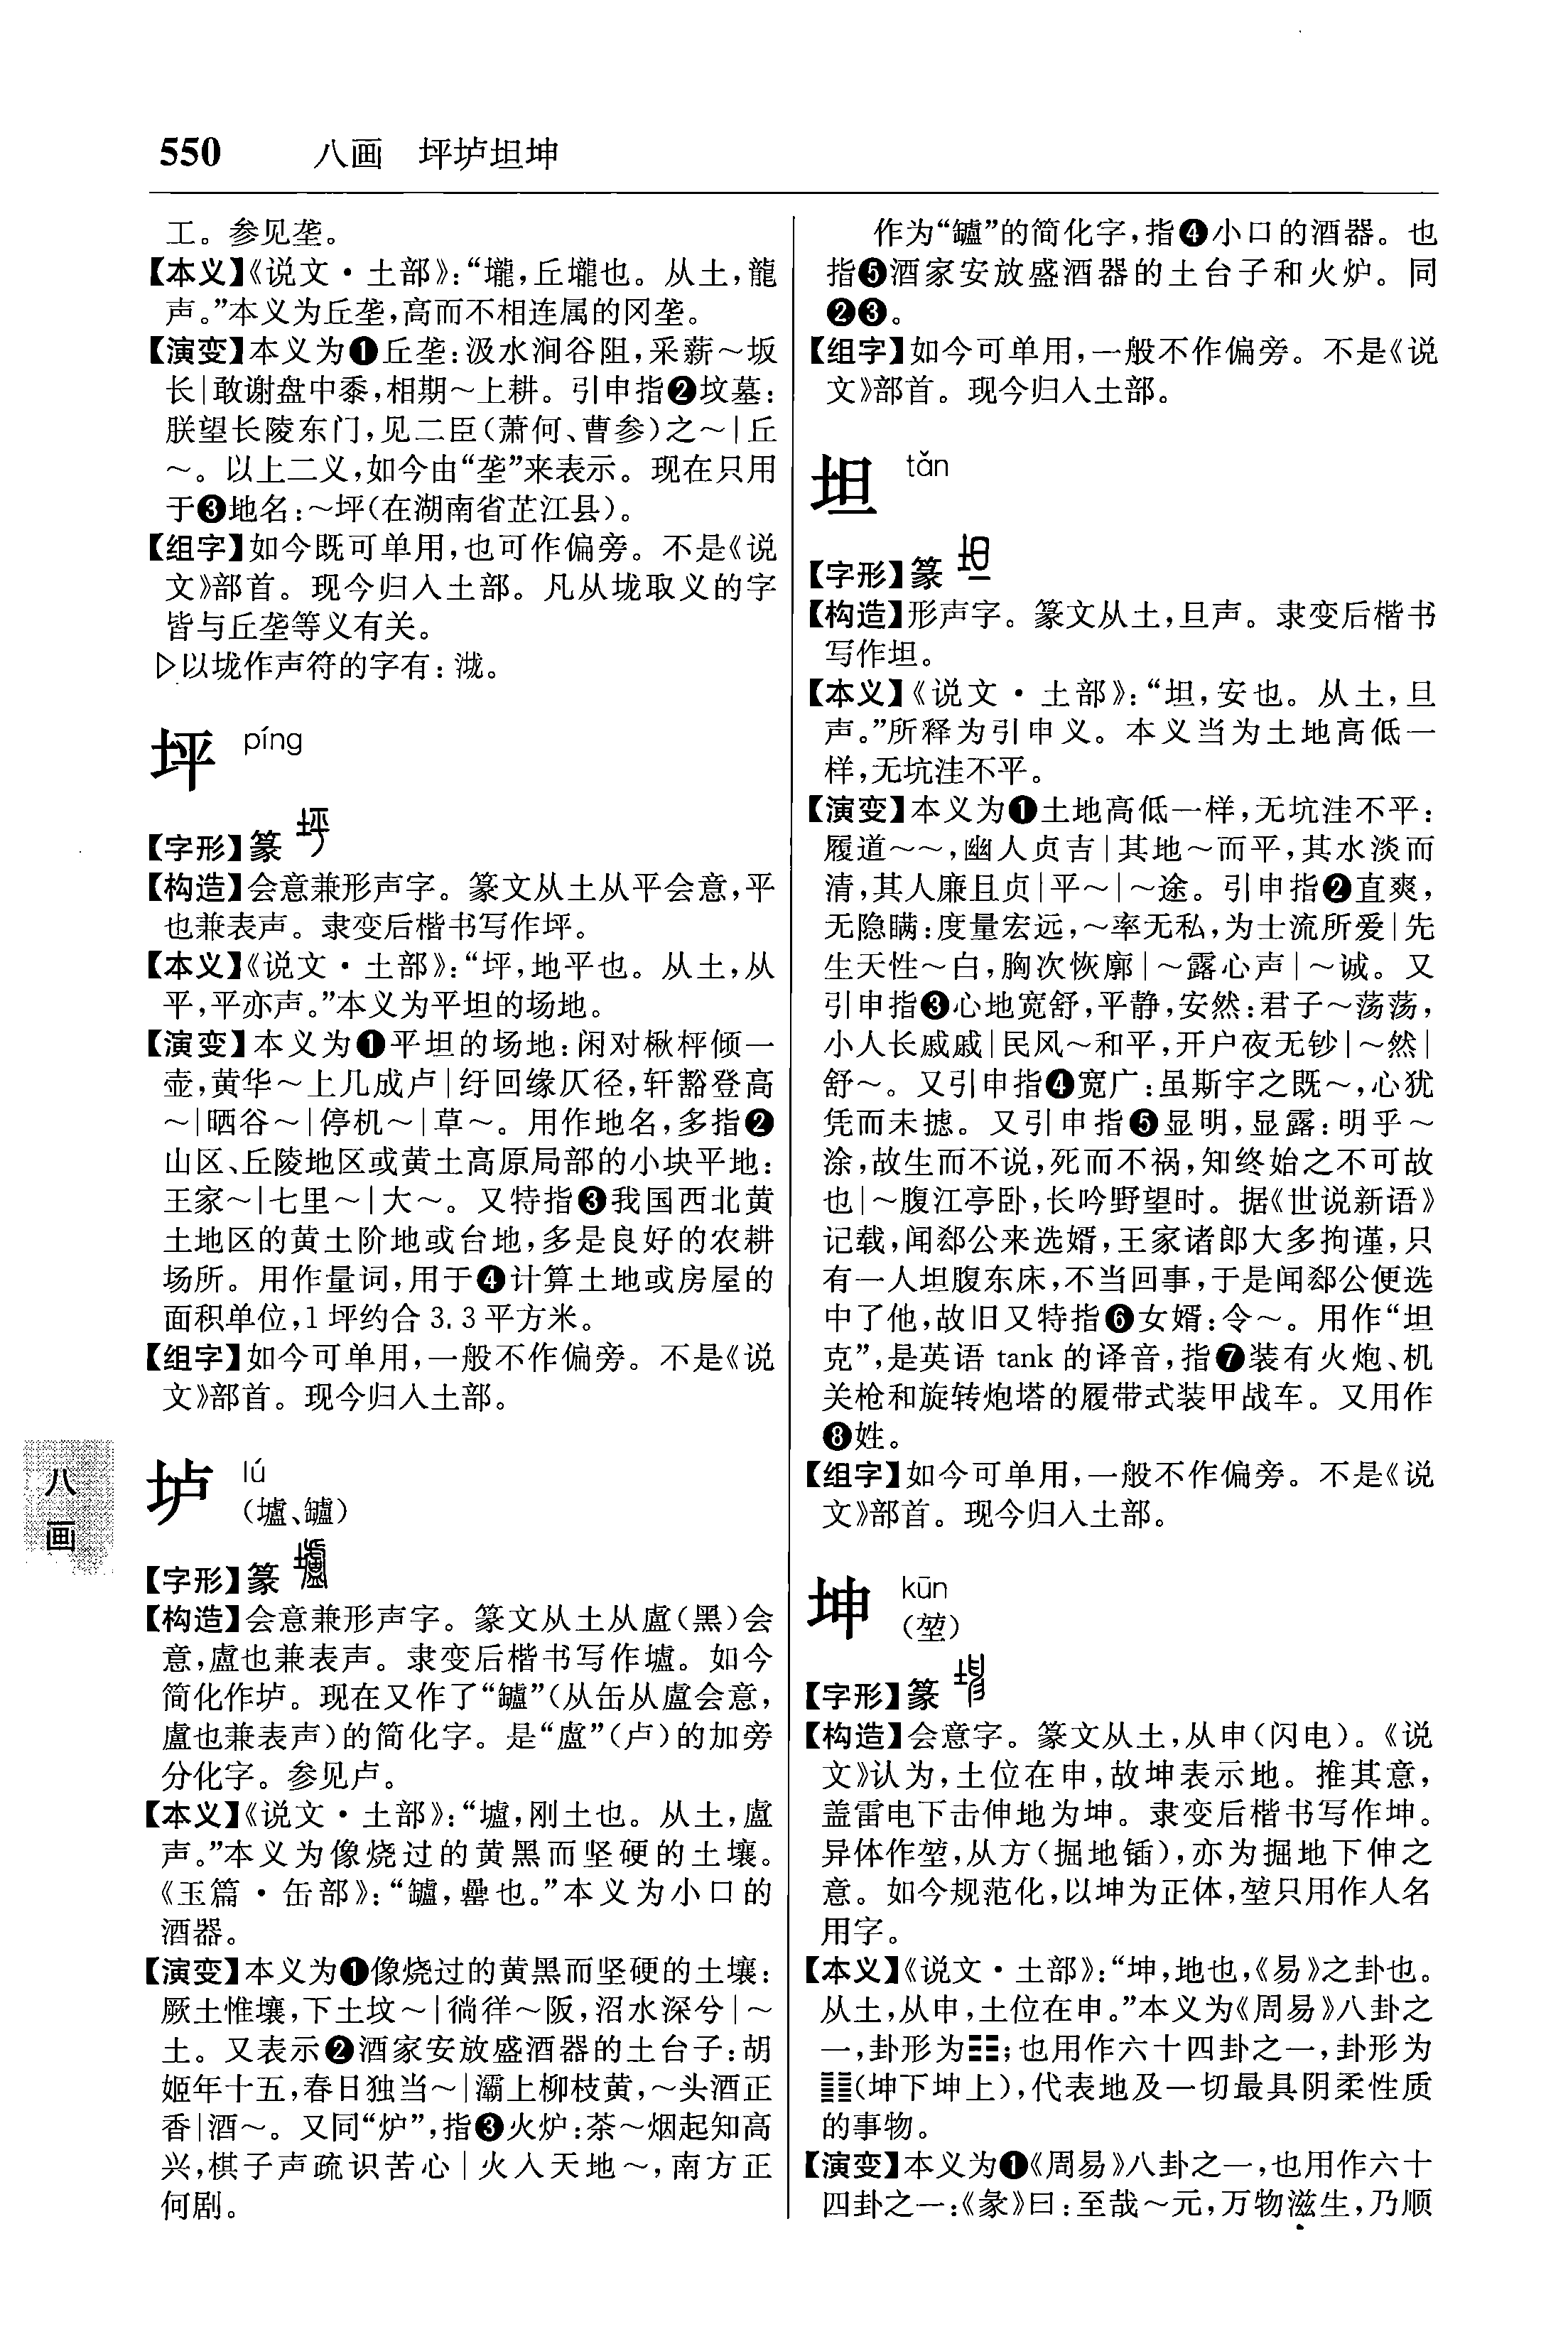 550 八画 坪垆坦坤
工。参见垄。
【本义】《说文·土部》：“壠，丘壠也。从土，龍
声。”本义为丘垄，高而不相连属的冈垄。
【演变】本义为❶丘垄：汲水涧谷阻，采薪～坂
长|敢谢盘中黍，相期～上耕。引申指❷坟墓：
朕望长陵东门，见二臣（萧何、曹参）之～|丘
～。以上二义，如今由“垄”来表示。现在只用
于❸地名：～坪（在湖南省芷江县）。
【组字】如今既可单用，也可作偏旁。不是《说
文》部首。现今归入土部。凡从垅取义的字
皆与丘垄等义有关。
▷以垅作声符的字有：
坪 píng
【字形】篆
【构造】会意兼形声字。篆文从土从平会意，平
也兼表声。隶变后楷书写作坪。
【本义】《说文·土部》：“坪，地平也。从土，从
平，平亦声。”本义为平坦的场地。
【演变】本义为❶平坦的场地：闲对楸枰倾一
壶，黄华～上几成卢|纡回缘仄径，轩豁登高
～|晒谷～|停机～|草～。用作地名，多指❷
山区、丘陵地区或黄土高原局部的小块平地：
王家～|七里～|大～。又特指❸我国西北黄
土地区的黄土阶地或台地，多是良好的农耕
场所。用作量词，用于❹计算土地或房屋的
面积单位，1坪约合3.3平方米。
【组字】如今可单用，一般不作偏旁。不是《说
文》部首。现今归入土部。
垆 lú
（壚、罏）
【字形】篆
【构造】会意兼形声字。篆文从土从盧（黑）会
意，盧也兼表声。隶变后楷书写作壚。如今
简化作垆。现在又作了“罏”（从缶从盧会意，
盧也兼表声）的简化字。是“盧”（卢）的加旁
分化字。参见卢。
【本义】《说文·土部》：“壚，刚土也。从土，盧
声。”本义为像烧过的黄黑而坚硬的土壤。
《玉篇·缶部》：“罏，罍也。”本义为小口的
酒器。
【演变】本义为❶像烧过的黄黑而坚硬的土壤：
厥土惟壤，下土坟～|徜徉～阪，沼水深兮|～
土。又表示❷酒家安放盛酒器的土台子：胡
姬年十五，春日独当～|灞上柳枝黄，～头酒正
香|酒～。又同“炉”，指❸火炉：茶～烟起知高
兴，棋子声疏识苦心|火入天地～，南方正
何剧。
作为“罏”的简化字，指❹小口的酒器。也
指❺酒家安放盛酒器的土台子和火炉。同
❷❸。
【组字】如今可单用，一般不作偏旁。不是《说
文》部首。现今归入土部。
坦 tǎn
【字形】篆
【构造】形声字。篆文从土，旦声。隶变后楷书
写作坦。
【本义】《说文·土部》：“坦，安也。从土，旦
声。”所释为引申义。本义当为土地高低一
样，无坑洼不平。
【演变】本义为❶土地高低一样，无坑洼不平：
履道～～，幽人贞吉|其地～而平，其水淡而
清，其人廉且贞|平～|～途。引申指❷直爽，
无隐瞒：度量宏远，～率无私，为士流所爱|先
生天性～白，胸次恢廓|～露心声|～诚。又
引申指❸心地宽舒，平静，安然：君子～荡荡，
小人长戚戚|民风～和平，开户夜无钞|～然|
舒～。又引申指❹宽广：虽斯宇之既～，心犹
凭而未摅。又引申指❺显明，显露：明乎～
涂，故生而不说，死而不祸，知终始之不可故
也|～腹江亭卧，长吟野望时。据《世说新语》
记载，闻郄公来选婿，王家诸郎大多拘谨，只
有一人坦腹东床，不当回事，于是闻郄公便选
中了他，故旧又特指❻女婿：令～。用作“坦
克”，是英语tank的译音，指❼装有火炮、机
关枪和旋转炮塔的履带式装甲战车。又用作
❽姓。
【组字】如今可单用，一般不作偏旁。不是《说
文》部首。现今归入土部。
坤 kūn
（堃）
【字形】篆
【构造】会意字。篆文从土，从申（闪电）。《说
文》认为，土位在申，故坤表示地。推其意，
盖雷电下击伸地为坤。隶变后楷书写作坤。
异体作堃，从方（掘地锸），亦为掘地下伸之
意。如今规范化，以坤为正体，堃只用作人名
用字。
【本义】《说文·土部》：“坤，地也，《易》之卦也。
从土，从申，土位在申。”本义为《周易》八卦之
一，卦形为☷；也用作六十四卦之一，卦形为
䷁（坤下坤上），代表地及一切最具阴柔性质
的事物。
【演变】本义为❶《周易》八卦之一，也用作六十
四卦之一：《彖》曰：至哉～元，万物滋生，乃顺
八
画